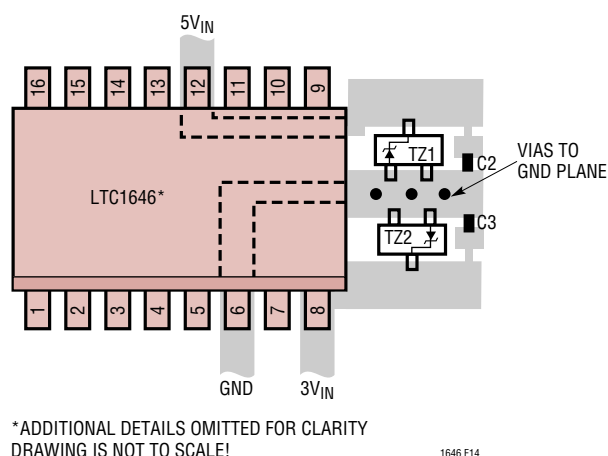 5VIN
16 15 14 13 12 11 10 9
TZ1
C2
VIAS TO
GND PLANE
LTC1646*
C3
TZ2
1 2 3 4 5 6 7 8
GND
3VIN
*ADDITIONAL DETAILS OMITTED FOR CLARITY
DRAWING IS NOT TO SCALE!
1646 F14